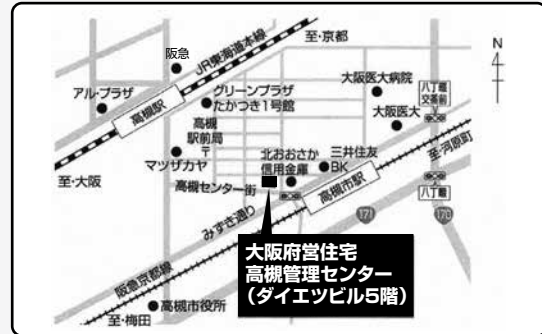 阪急
JR東海道本線
至・京都
N
アル・プラザ
高槻駅
グリーンプラザ
たかつき1号館
大阪医大病院
八丁畷
交差前
大阪医大
高槻
駅前局
〒
マツザカヤ
北おおさか
信用金庫
三井住友
BK
至・河原町
至・大阪
高槻センター街
高槻市駅
八丁畷
みずき通り
171
170
大阪府営住宅
高槻管理センター
(ダイエツビル5階)
阪急京都線
高槻市役所
至・梅田